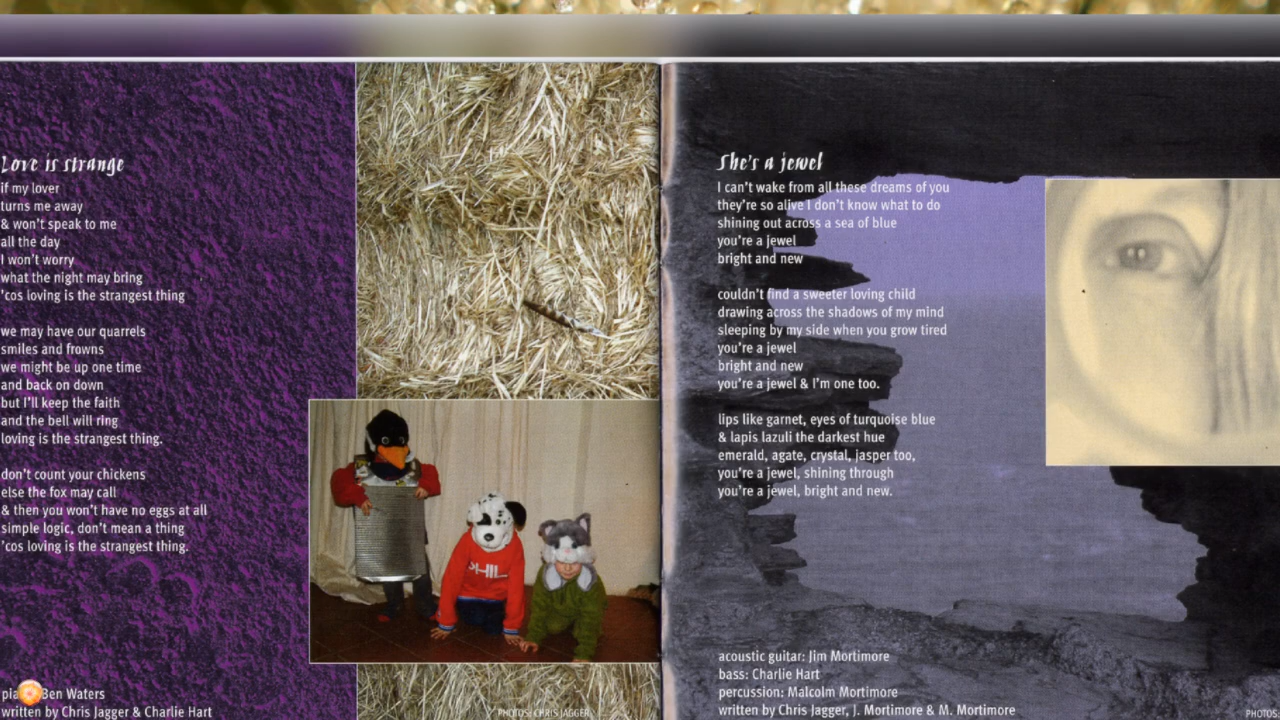 Love is strange
if my lover
turns me away
& won't speak to me
all the day
I won't worry
what the night may bring
'cos loving is the strangest thing
we may have our quarrels
smiles and frowns
we might be up one time
and back on down
but I'll keep the faith
and the bell will ring
loving is the strangest thing.
don't count your chickens
else the fox may call
& then you won't have no eggs at all
simple logic, don't mean a thing
'cos loving is the strangest thing.
Ben Waters
written by Chris Jagger & Charlie Hart
PHIL
PHOTOS: CHRIS JAGGER
She's a jewel
I can't wake from all these dreams of you
they're so alive I don't know what to do
shining out across a sea of blue
you're a jewel
bright and new
couldn't find a sweeter loving child
drawing across the shadows of my mind
sleeping by my side when you grow tired
you're a jewel
bright and new
you're a jewel & I'm one too.
lips like garnet, eyes of turquoise blue
& lapis lazuli the darkest hue
emerald, agate, crystal, jasper too,
you're a jewel, shining through
you're a jewel, bright and new.
acoustic guitar: Jim Mortimore
bass: Charlie Hart
percussion: Malcolm Mortimore
written by Chris Jagger, J. Mortimore & M. Mortimore
PHOTOS